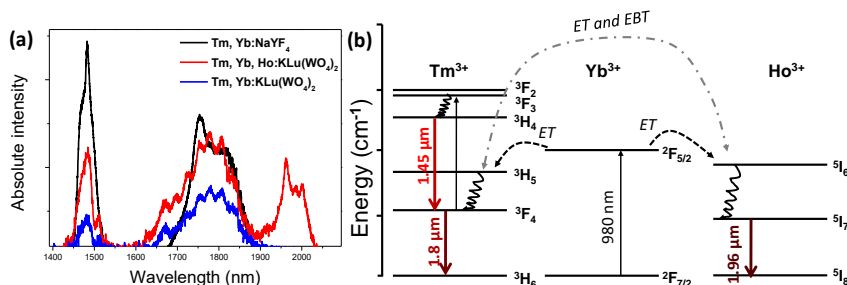 (a)
Tm, Yb:NaYF₄
Tm, Yb, Ho:KLu(WO₄)₂
Tm, Yb:KLu(WO₄)₂
Absolute intensity
1400 1500 1600 1700 1800 1900 2000
Wavelength (nm)
(b)
ET and EBT
Tm³⁺
Yb³⁺
Ho³⁺
Energy (cm⁻¹)
³F₂
³F₃
³H₄
³H₅
³F₄
³H₆
1.45 μm
1.8 μm
ET
ET
²F₅/₂
980 nm
²F₇/₂
⁵I₆
⁵I₇
⁵I₈
1.96 μm